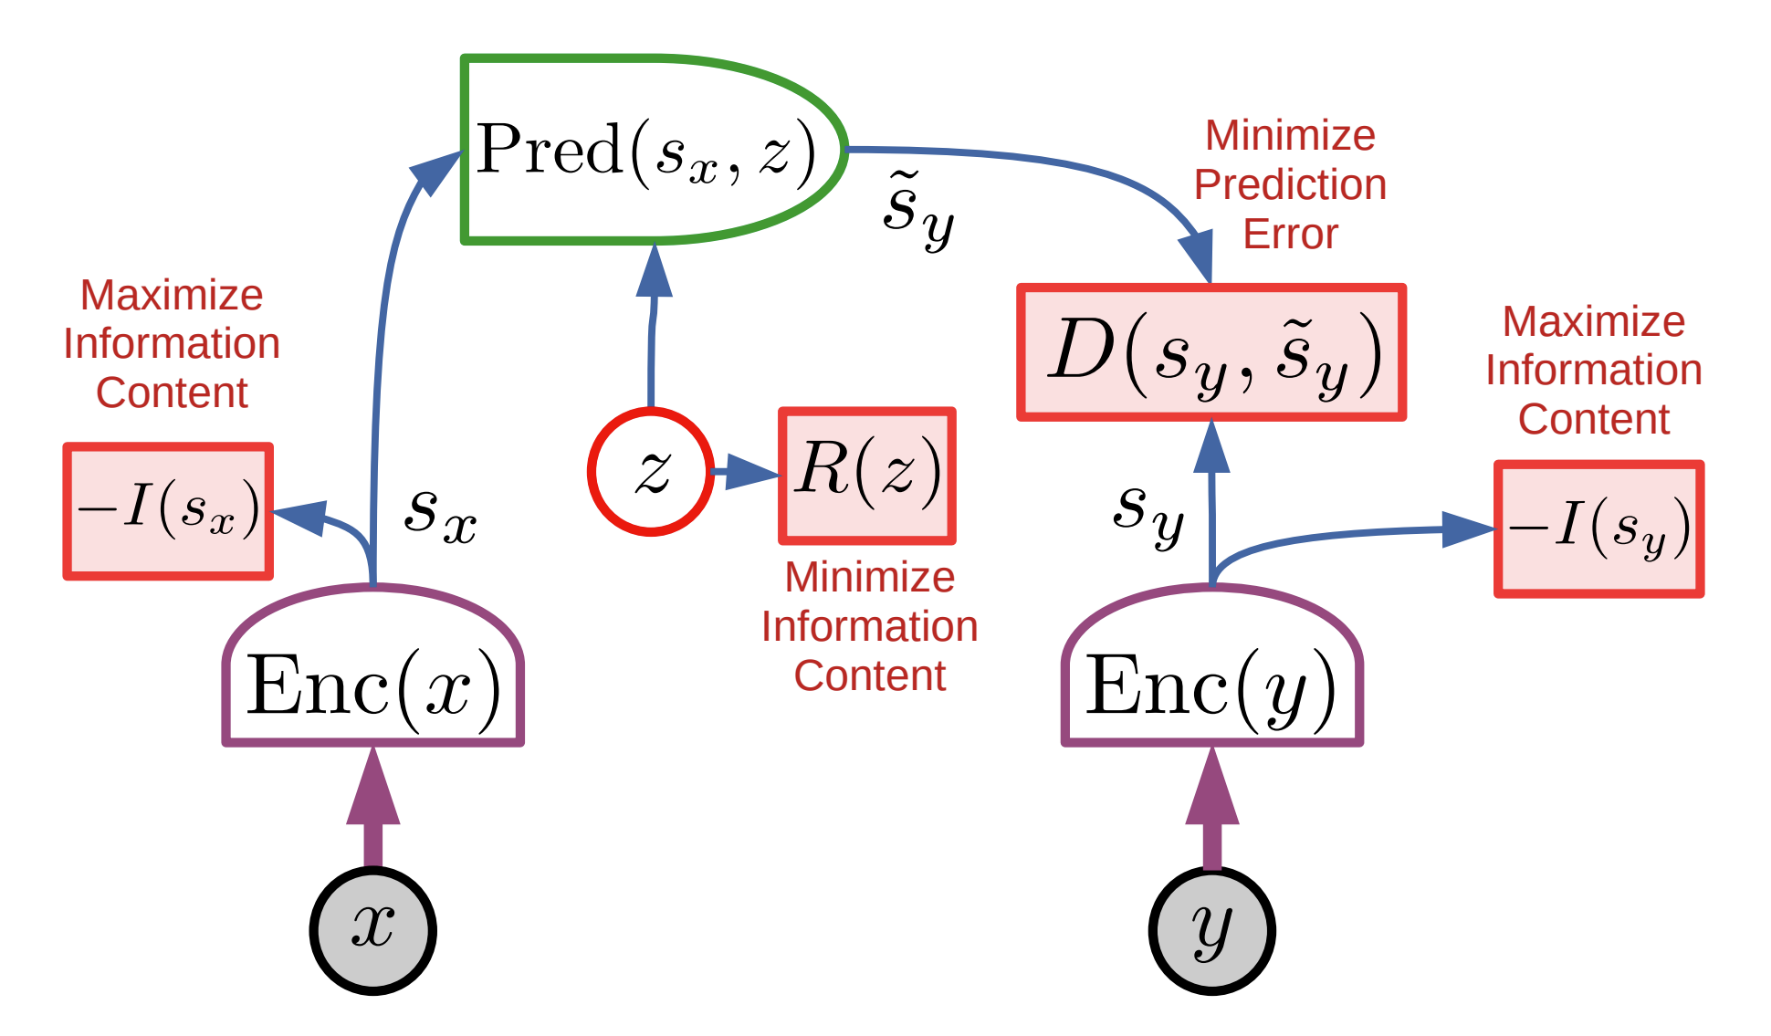 Pred(s_x, z)
s̃_y
Minimize
Prediction
Error
Maximize
Information
Content
−I(s_x)
s_x
z
R(z)
Minimize
Information
Content
D(s_y, s̃_y)
s_y
Maximize
Information
Content
−I(s_y)
Enc(x)
Enc(y)
x
y